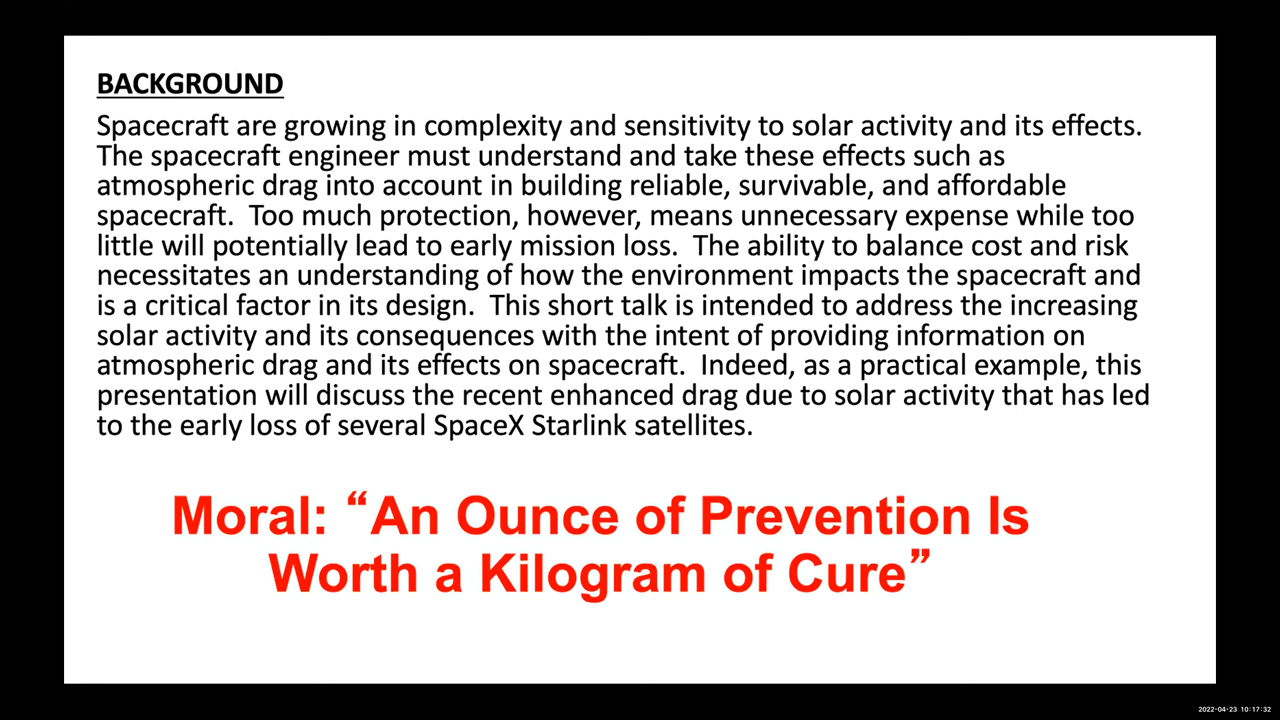 BACKGROUND
Spacecraft are growing in complexity and sensitivity to solar activity and its effects.
The spacecraft engineer must understand and take these effects such as
atmospheric drag into account in building reliable, survivable, and affordable
spacecraft.  Too much protection, however, means unnecessary expense while too
little will potentially lead to early mission loss.  The ability to balance cost and risk
necessitates an understanding of how the environment impacts the spacecraft and
is a critical factor in its design.  This short talk is intended to address the increasing
solar activity and its consequences with the intent of providing information on
atmospheric drag and its effects on spacecraft.  Indeed, as a practical example, this
presentation will discuss the recent enhanced drag due to solar activity that has led
to the early loss of several SpaceX Starlink satellites.
Moral: “An Ounce of Prevention Is
Worth a Kilogram of Cure”
2022-04-23 10:17:32